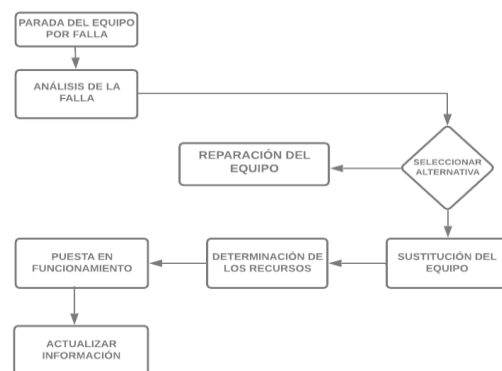 PARADA DEL EQUIPO
POR FALLA
ANÁLISIS DE LA
FALLA
SELECCIONAR
ALTERNATIVA
REPARACIÓN DEL
EQUIPO
PUESTA EN
FUNCIONAMIENTO
DETERMINACIÓN DE
LOS RECURSOS
SUSTITUCIÓN DEL
EQUIPO
ACTUALIZAR
INFORMACIÓN